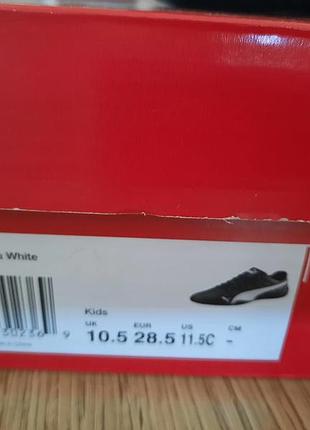 White
Kids
UK EUR US CM
10.5 28.5 11.5C -
9